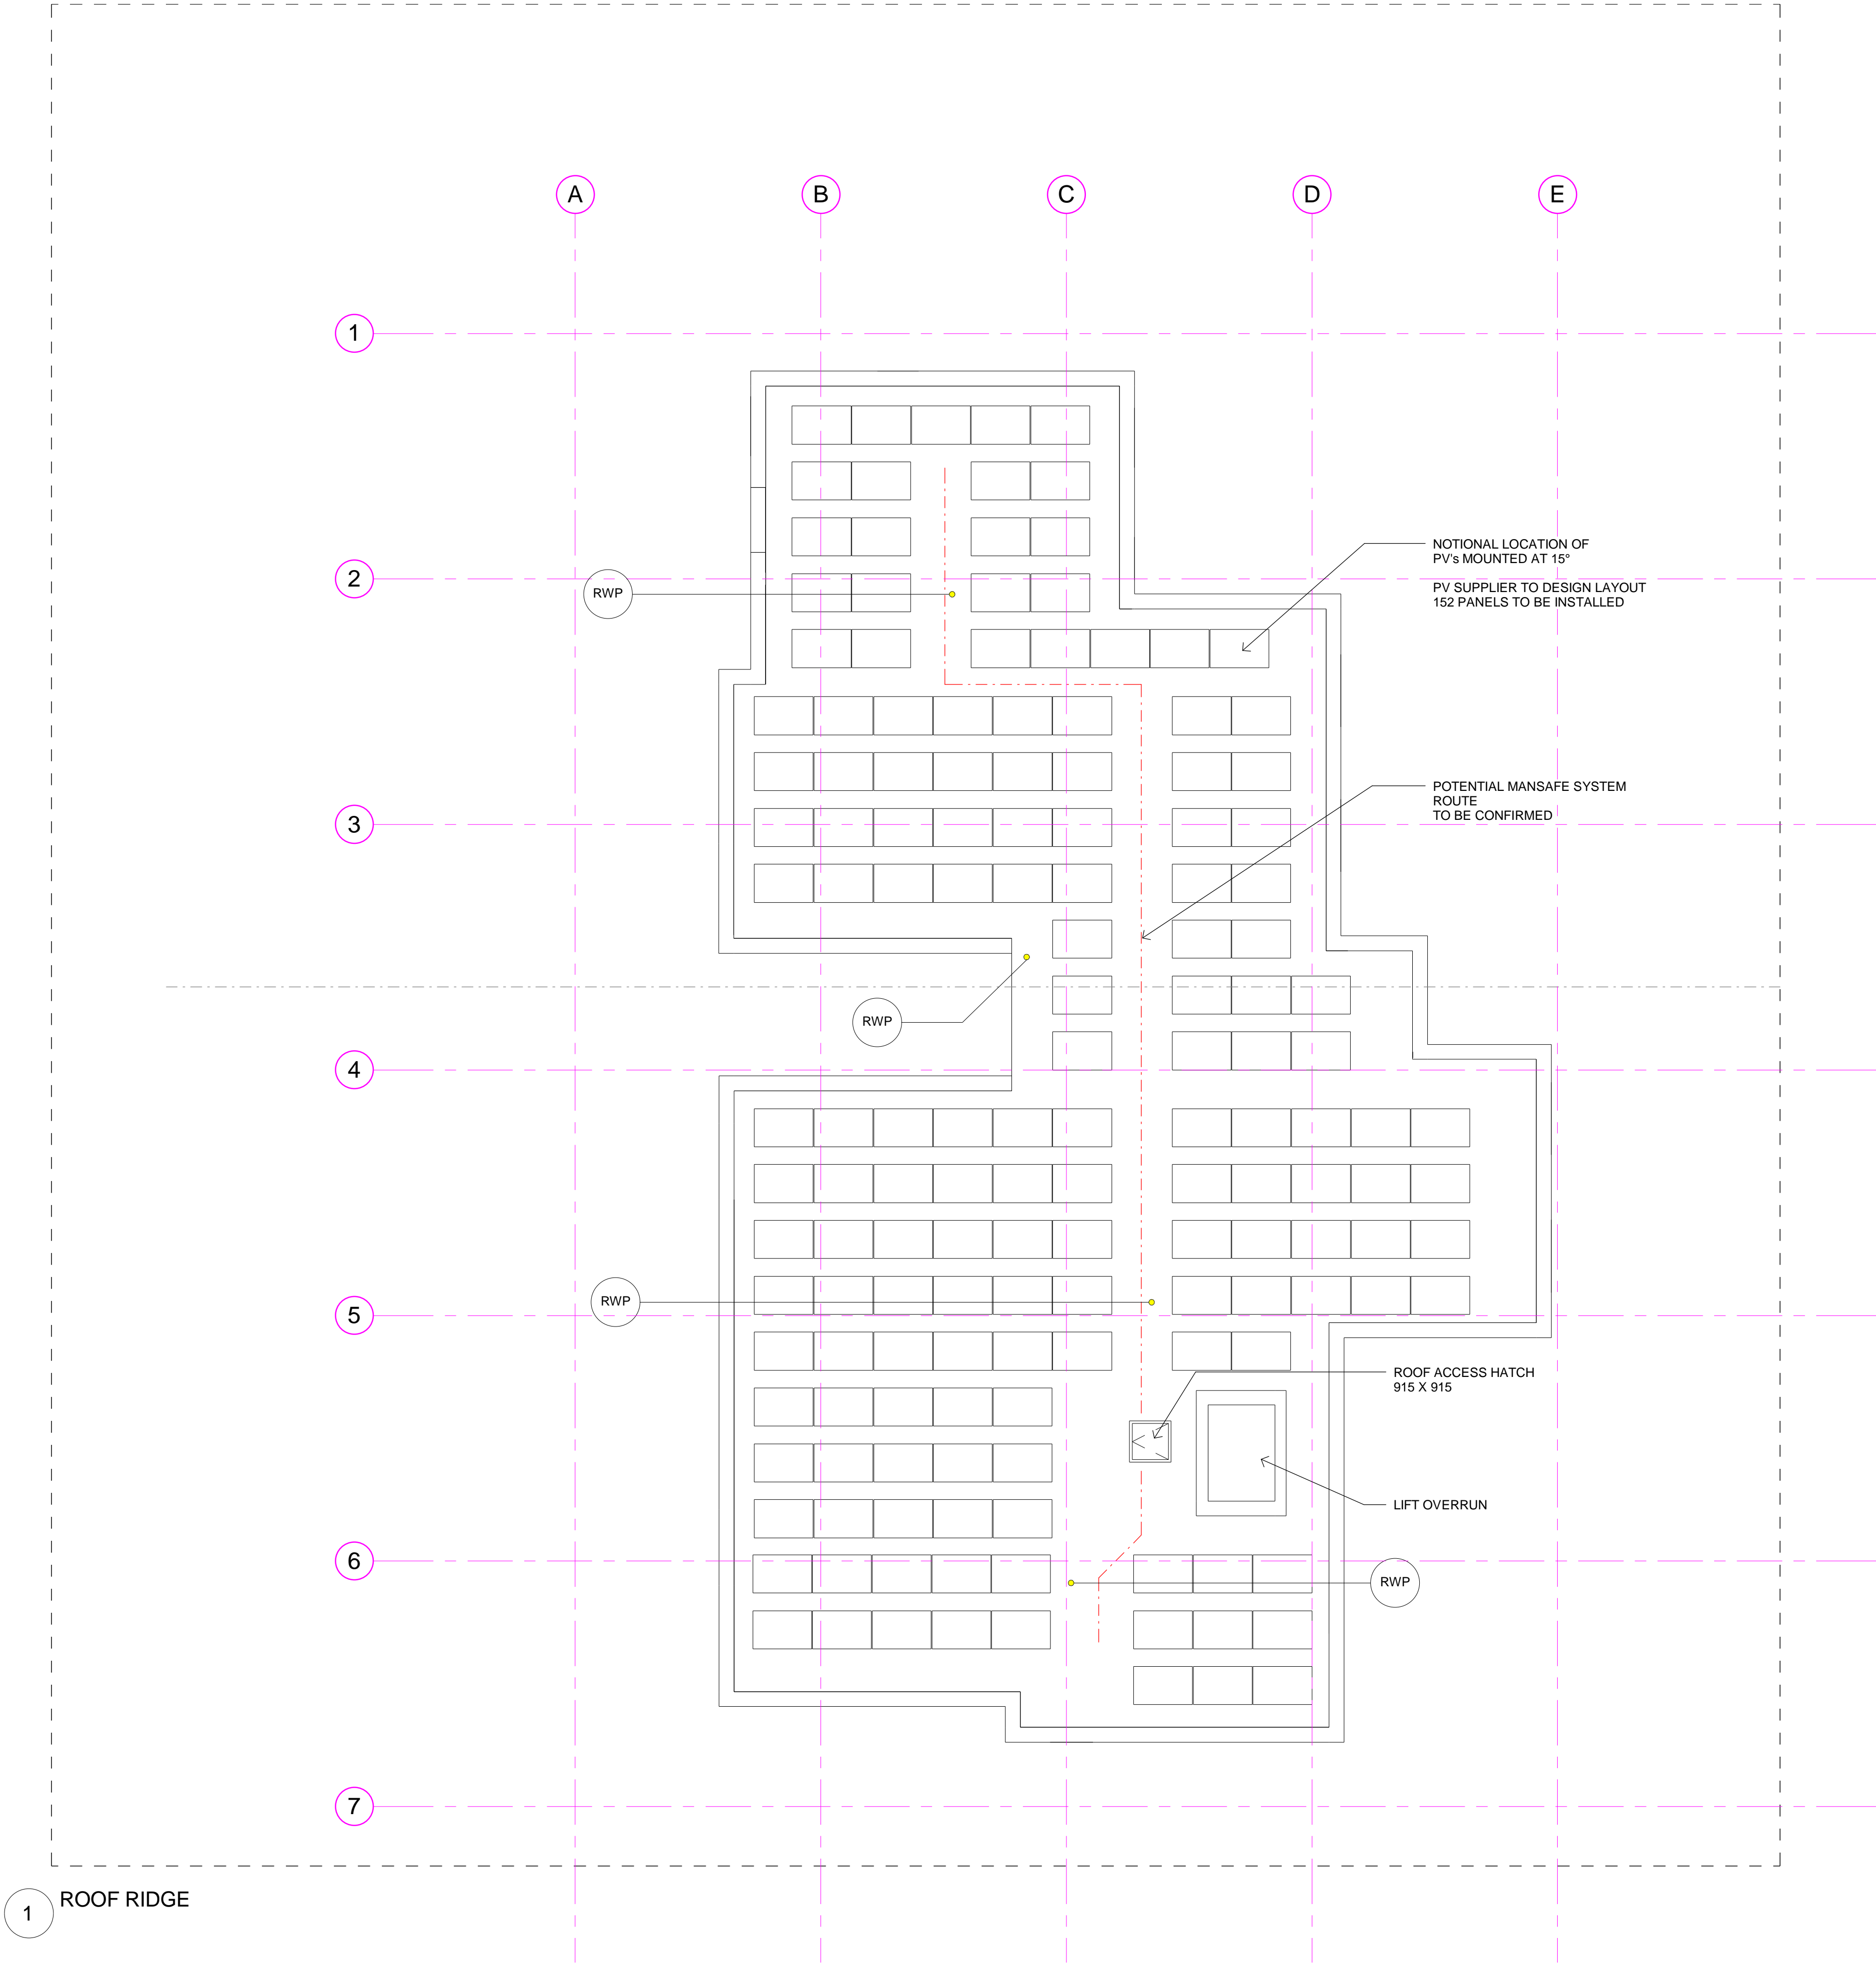 A
B
C
D
E
1
2
3
4
5
6
7
NOTIONAL LOCATION OF
PV's MOUNTED AT 15°
PV SUPPLIER TO DESIGN LAYOUT
152 PANELS TO BE INSTALLED
RWP
POTENTIAL MANSAFE SYSTEM
ROUTE
TO BE CONFIRMED
RWP
RWP
ROOF ACCESS HATCH
915 X 915
LIFT OVERRUN
RWP
1
ROOF RIDGE